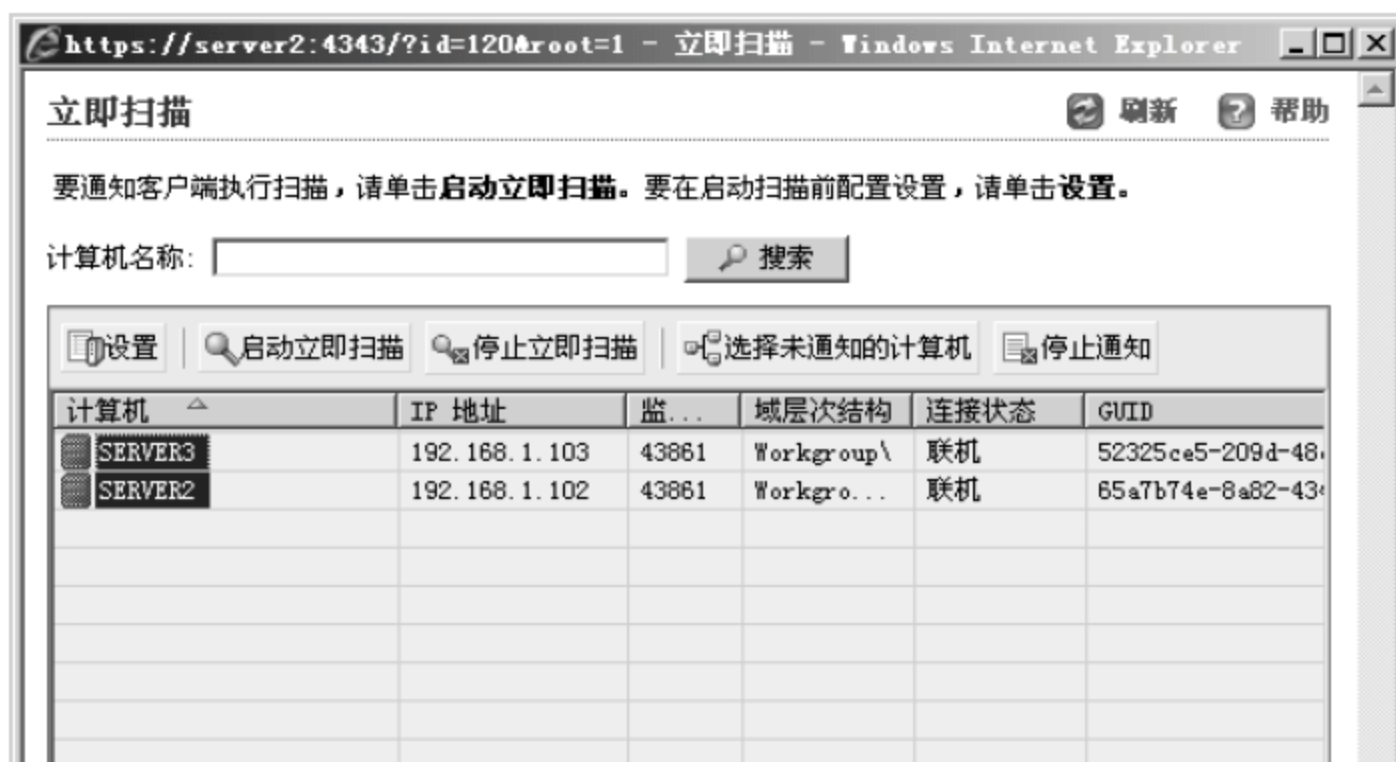 https://server2:4343/?id=120&root=1 - 立即扫描 - Windows Internet Explorer
立即扫描 刷新 帮助
要通知客户端执行扫描，请单击启动立即扫描。要在启动扫描前配置设置，请单击设置。
计算机名称: 搜索
设置 启动立即扫描 停止立即扫描 选择未通知的计算机 停止通知
计算机 IP 地址 监... 域层次结构 连接状态 GUID
SERVER3 192.168.1.103 43861 Workgroup\ 联机 52325ce5-209d-48
SERVER2 192.168.1.102 43861 Workgro... 联机 65a7b74e-8a82-43